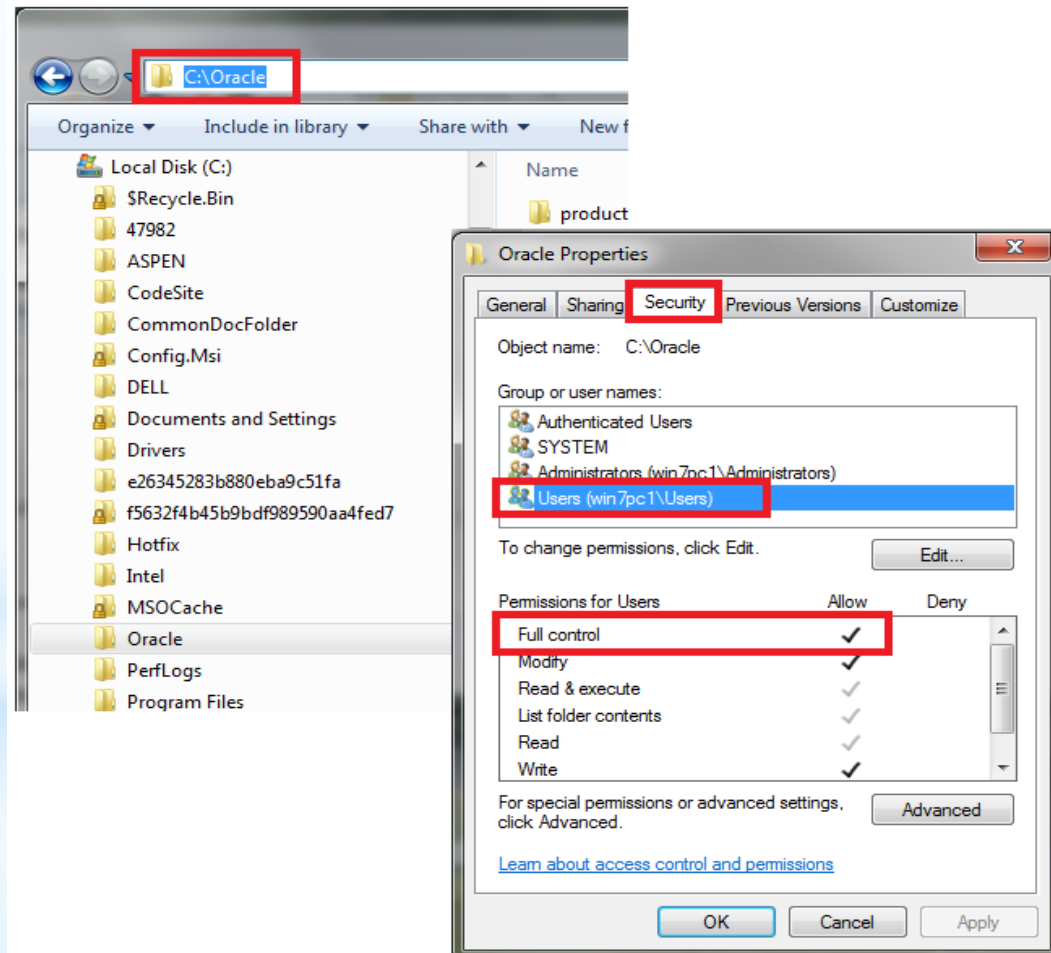 C:\Oracle
Organize Include in library Share with New f
Local Disk (C:)
$Recycle.Bin
47982
ASPEN
CodeSite
CommonDocFolder
Config.Msi
DELL
Documents and Settings
Drivers
e26345283b880eba9c51fa
f5632f4b45b9bdf989590aa4fed7
Hotfix
Intel
MSOCache
Oracle
PerfLogs
Program Files
Name
product
Oracle Properties
General Sharing Security Previous Versions Customize
Object name: C:\Oracle
Group or user names:
Authenticated Users
SYSTEM
Administrators (win7pc1\Administrators)
Users (win7pc1\Users)
To change permissions, click Edit.
Edit...
Permissions for Users Allow Deny
Full control
Modify
Read & execute
List folder contents
Read
Write
For special permissions or advanced settings,
click Advanced.
Advanced
Learn about access control and permissions
OK Cancel Apply